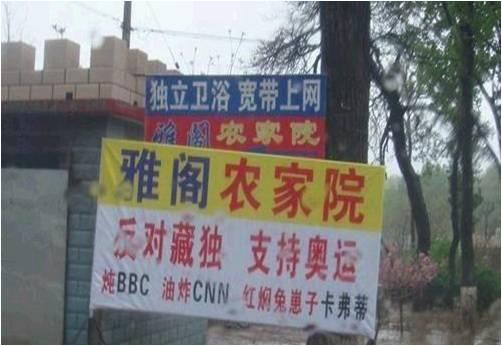 独立卫浴 宽带上网
雅阁农家院
雅阁农家院
反对藏独 支持奥运
炖BBC 油炸CNN 红焖兔崽子卡弗蒂